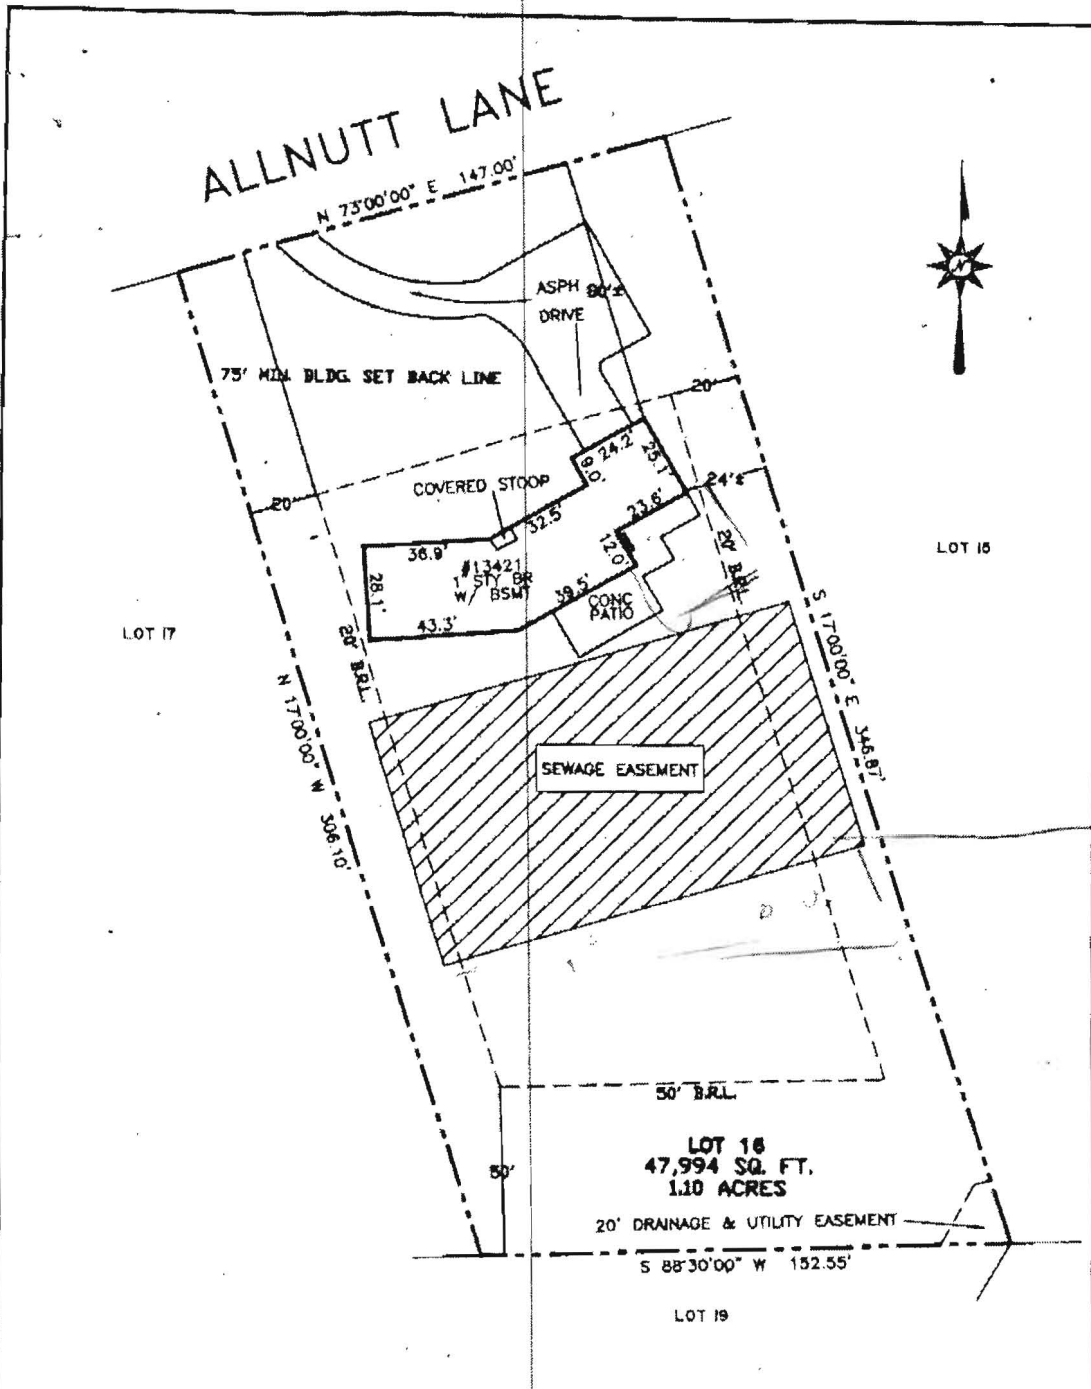 ALLNUTT LANE
N 73°00'00" E 147.00'
N
ASPH 80'±
DRIVE
75' MIN. BLDG. SET BACK LINE
20'
24.2'
25.1'
9.0'
COVERED STOOP
20'
32.5'
24'±
23.6'
36.9'
12.0'
20' B.R.L.
LOT 15
#13421
1 STY BR
W/ BSMT
28.1'
39.5'
CONC
PATIO
43.3'
LOT 17
20' B.R.L.
S 17°00'00" E 346.87'
N 17°00'00" W 306.10'
SEWAGE EASEMENT
50' B.R.L.
LOT 16
47,994 SQ. FT.
1.10 ACRES
50'
20' DRAINAGE & UTILITY EASEMENT
S 88°30'00" W 152.55'
LOT 19